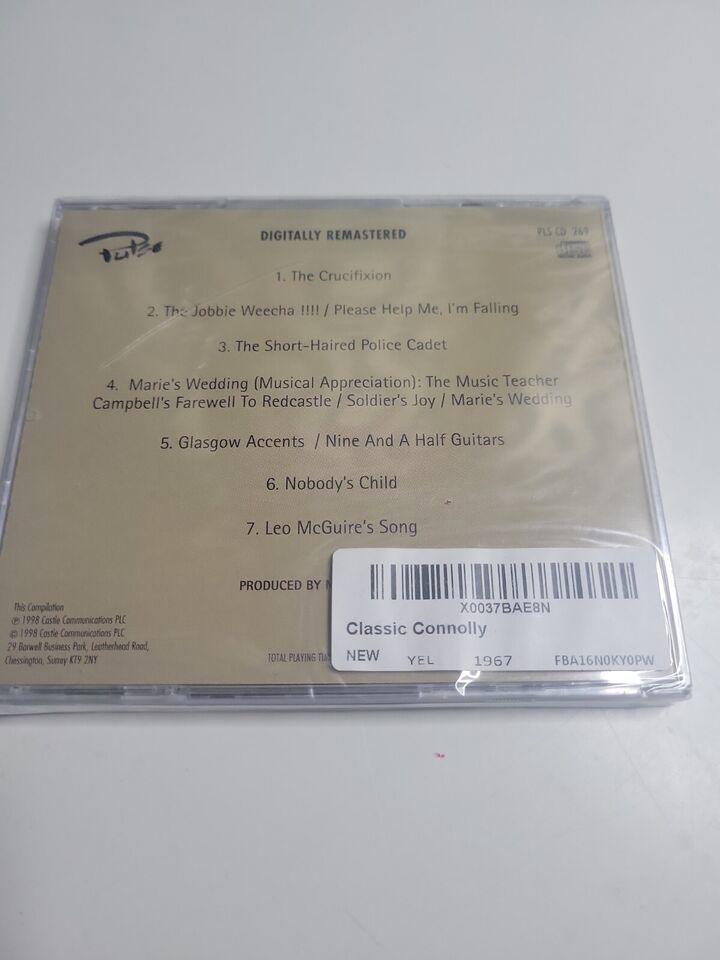 Pulse
DIGITALLY REMASTERED
PLS CD 269
1. The Crucifixion
2. The Jobbie Weecha !!!! / Please Help Me, I'm Falling
3. The Short-Haired Police Cadet
4. Marie's Wedding (Musical Appreciation): The Music Teacher
Campbell's Farewell To Redcastle / Soldier's Joy / Marie's Wedding
5. Glasgow Accents / Nine And A Half Guitars
6. Nobody's Child
7. Leo McGuire's Song
PRODUCED BY
This Compilation
℗ 1998 Castle Communications PLC
© 1998 Castle Communications PLC
29 Barwell Business Park, Leatherhead Road,
Chessington, Surrey KT9 2NY
TOTAL PLAYING
X0037BAE8N
Classic Connolly
NEW YEL 1967 FBA16N0KY0PW